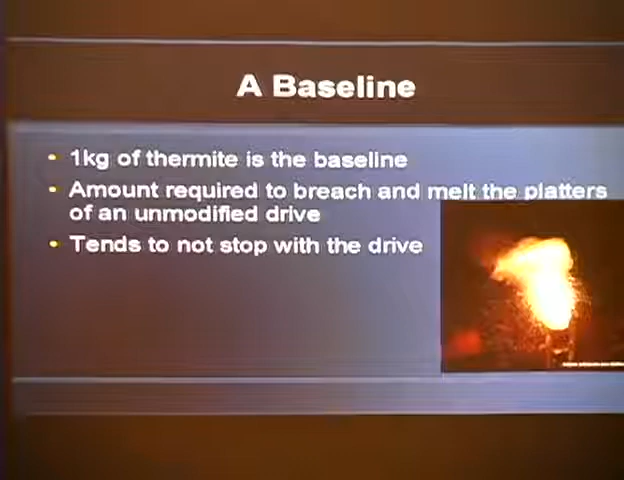 A Baseline
1kg of thermite is the baseline
Amount required to breach and melt the platters
of an unmodified drive
Tends to not stop with the drive